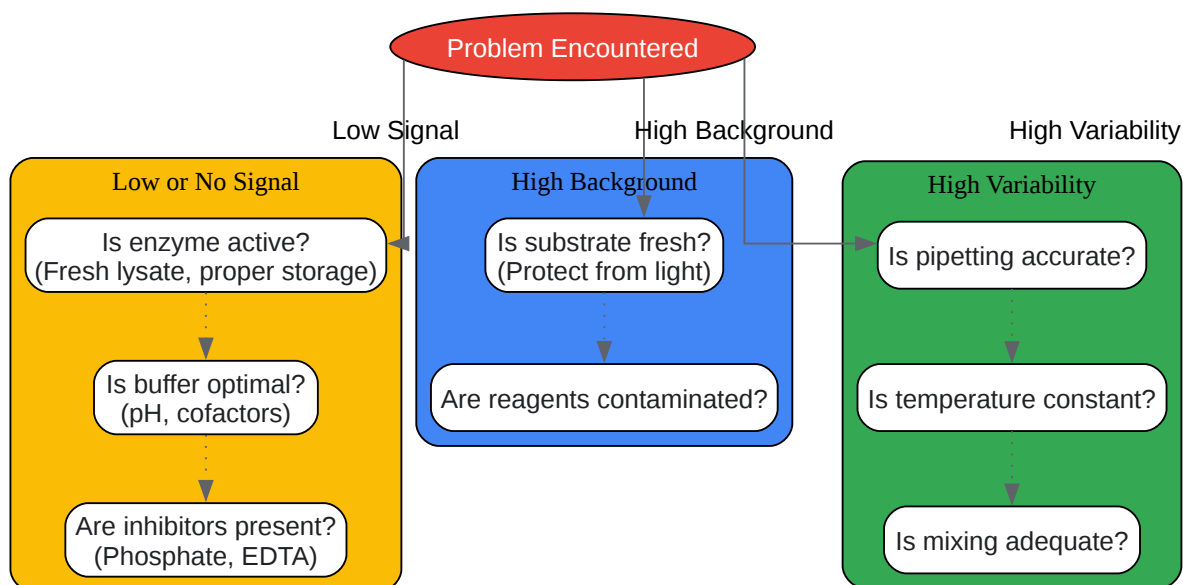 Problem Encountered
Low Signal
High Background
High Variability
Low or No Signal
Is enzyme active?
(Fresh lysate, proper storage)
Is buffer optimal?
(pH, cofactors)
Are inhibitors present?
(Phosphate, EDTA)
High Background
Is substrate fresh?
(Protect from light)
Are reagents contaminated?
High Variability
Is pipetting accurate?
Is temperature constant?
Is mixing adequate?